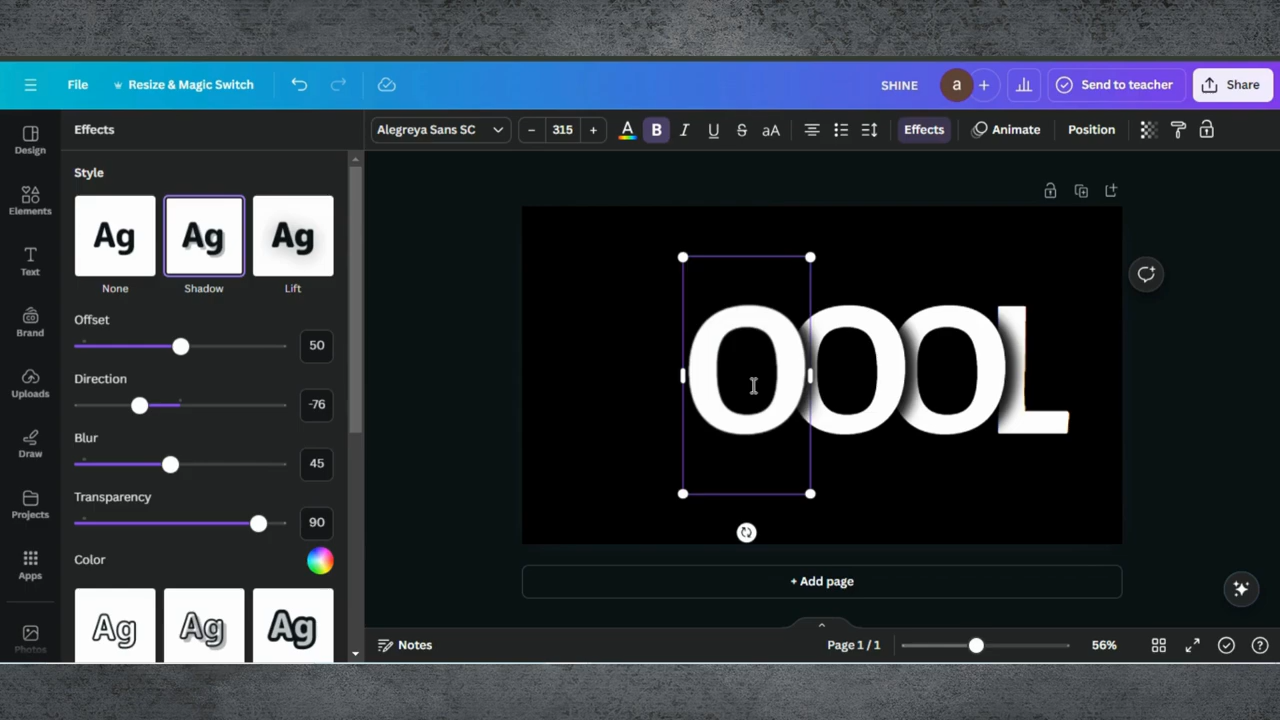 File
Resize & Magic Switch
SHINE
a
Send to teacher
Share
Design
Elements
Text
Brand
Uploads
Draw
Projects
Apps
Photos
Effects
Style
Ag Ag Ag
None Shadow Lift
Offset
50
Direction
-76
Blur
45
Transparency
90
Color
Ag Ag Ag
Alegreya Sans SC
– 315 +
A B I U S aA
Effects
Animate
Position
OOOL
+ Add page
Notes
Page 1 / 1
56%